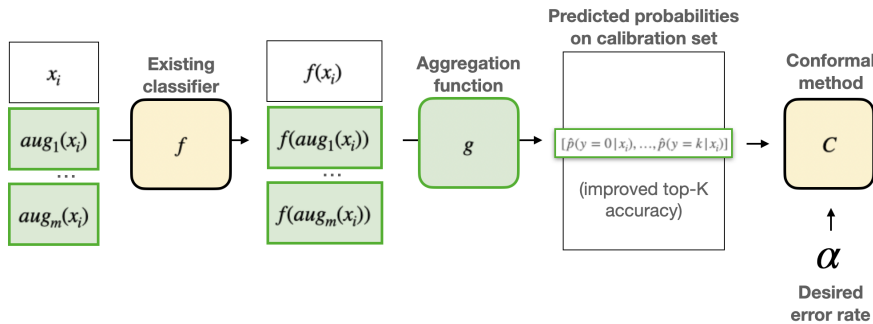 Predicted probabilities
on calibration set
Existing
classifier
Aggregation
function
Conformal
method
x_i
f(x_i)
aug_1(x_i)
f
f(aug_1(x_i))
g
[p̂(y = 0|x_i), …, p̂(y = k|x_i)]
C
...
...
aug_m(x_i)
f(aug_m(x_i))
(improved top-K
accuracy)
α
Desired
error rate